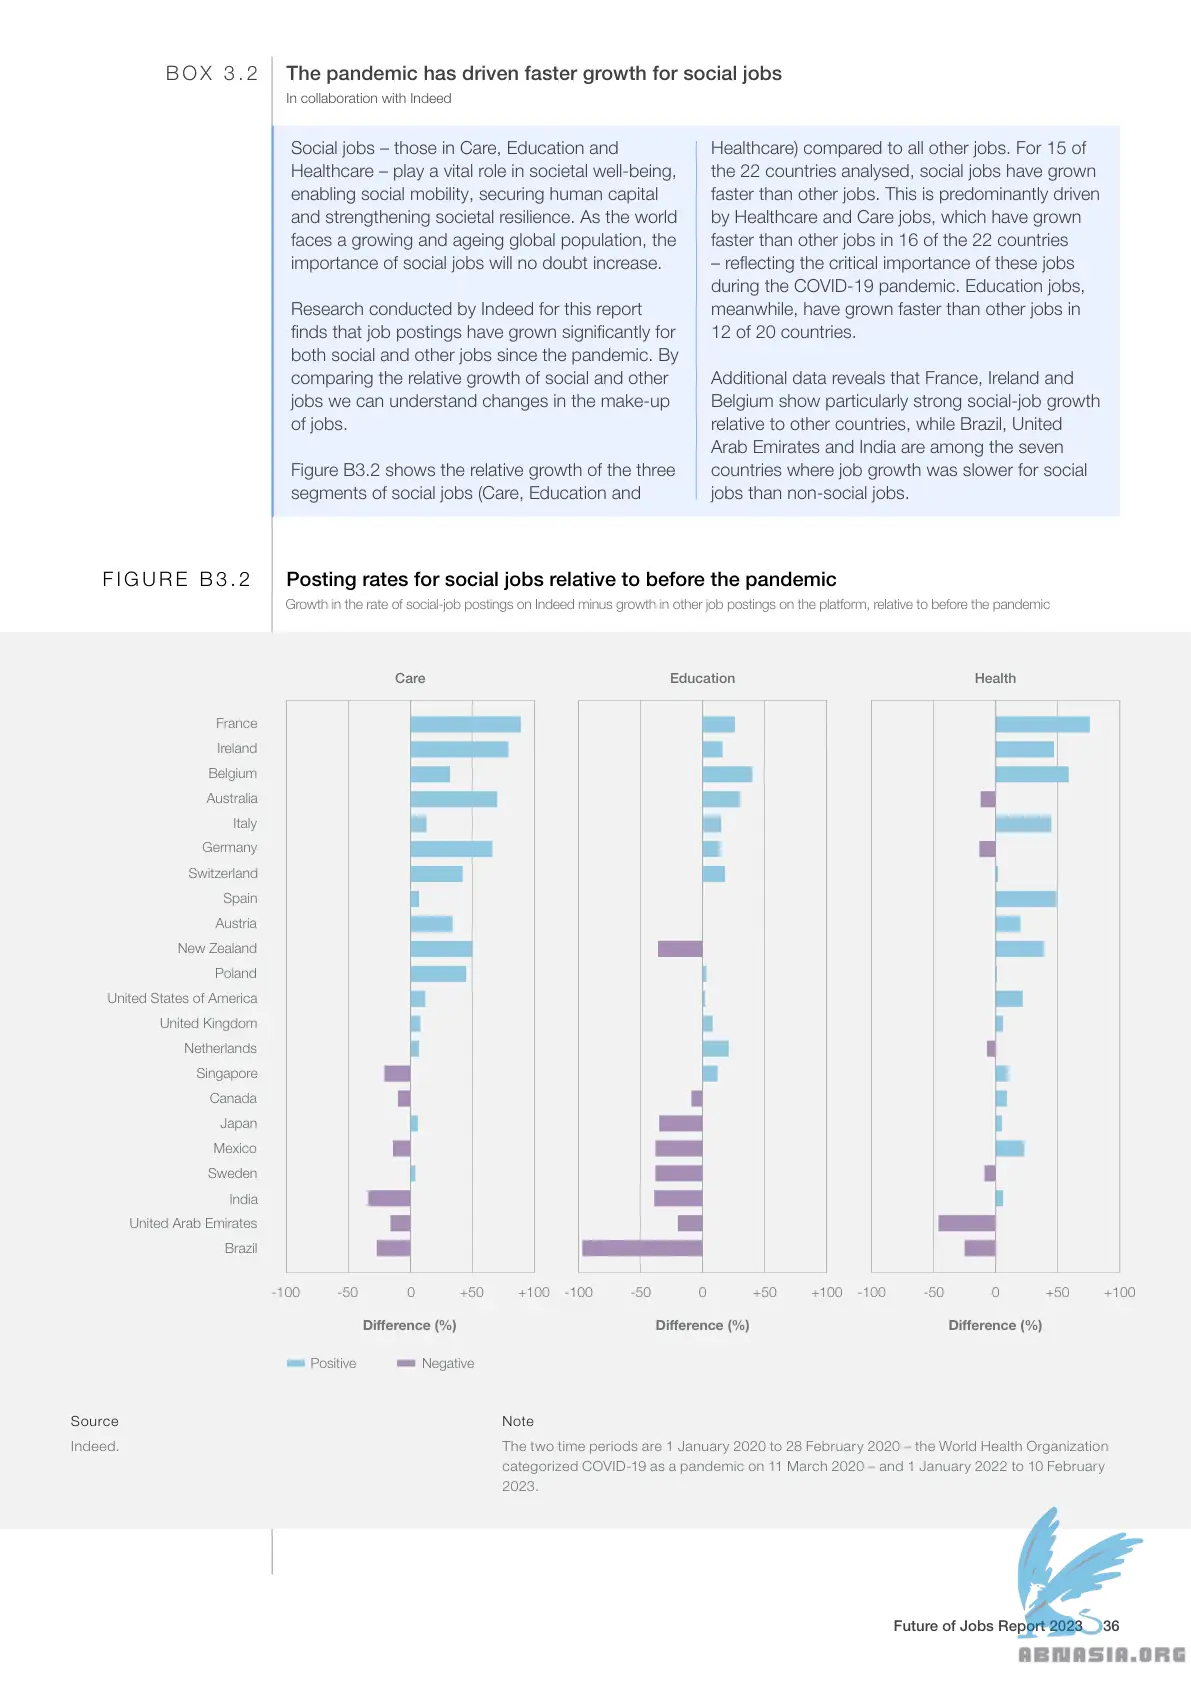 BOX 3.2
The pandemic has driven faster growth for social jobs
In collaboration with Indeed
Social jobs – those in Care, Education and
Healthcare – play a vital role in societal well-being,
enabling social mobility, securing human capital
and strengthening societal resilience. As the world
faces a growing and ageing global population, the
importance of social jobs will no doubt increase.
Research conducted by Indeed for this report
finds that job postings have grown significantly for
both social and other jobs since the pandemic. By
comparing the relative growth of social and other
jobs we can understand changes in the make-up
of jobs.
Figure B3.2 shows the relative growth of the three
segments of social jobs (Care, Education and
Healthcare) compared to all other jobs. For 15 of
the 22 countries analysed, social jobs have grown
faster than other jobs. This is predominantly driven
by Healthcare and Care jobs, which have grown
faster than other jobs in 16 of the 22 countries
– reflecting the critical importance of these jobs
during the COVID-19 pandemic. Education jobs,
meanwhile, have grown faster than other jobs in
12 of 20 countries.
Additional data reveals that France, Ireland and
Belgium show particularly strong social-job growth
relative to other countries, while Brazil, United
Arab Emirates and India are among the seven
countries where job growth was slower for social
jobs than non-social jobs.
FIGURE B3.2
Posting rates for social jobs relative to before the pandemic
Growth in the rate of social-job postings on Indeed minus growth in other job postings on the platform, relative to before the pandemic
Care Education Health
France
Ireland
Belgium
Australia
Italy
Germany
Switzerland
Spain
Austria
New Zealand
Poland
United States of America
United Kingdom
Netherlands
Singapore
Canada
Japan
Mexico
Sweden
India
United Arab Emirates
Brazil
-100 -50 0 +50 +100 -100 -50 0 +50 +100 -100 -50 0 +50 +100
Difference (%) Difference (%) Difference (%)
Positive Negative
Source
Indeed.
Note
The two time periods are 1 January 2020 to 28 February 2020 – the World Health Organization
categorized COVID-19 as a pandemic on 11 March 2020 – and 1 January 2022 to 10 February
2023.
Future of Jobs Report 2023 36
ABNASIA.ORG